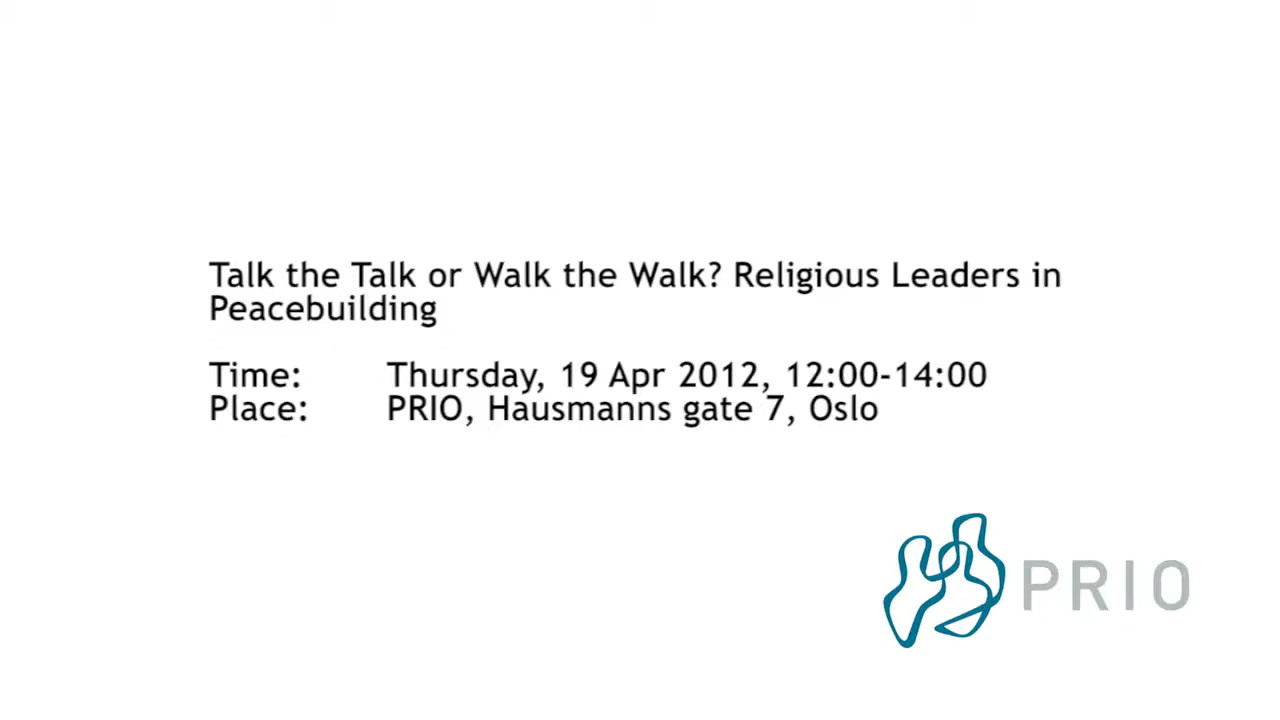 Talk the Talk or Walk the Walk? Religious Leaders in
Peacebuilding
Time: Thursday, 19 Apr 2012, 12:00-14:00
Place: PRIO, Hausmanns gate 7, Oslo
PRIO